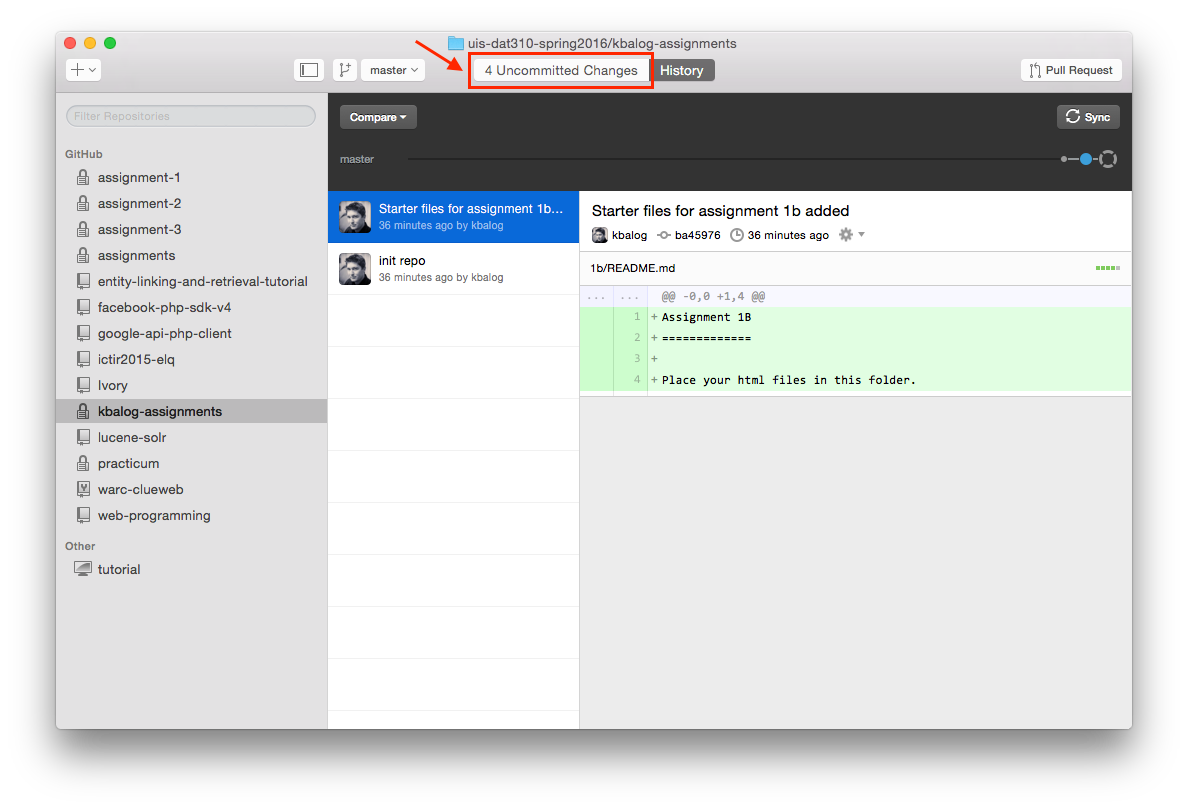 uis-dat310-spring2016/kbalog-assignments
master
4 Uncommitted Changes
History
Pull Request
Filter Repositories
GitHub
assignment-1
assignment-2
assignment-3
assignments
entity-linking-and-retrieval-tutorial
facebook-php-sdk-v4
google-api-php-client
ictir2015-elq
Ivory
kbalog-assignments
lucene-solr
practicum
warc-clueweb
web-programming
Other
tutorial
Compare
Sync
master
Starter files for assignment 1b...
36 minutes ago by kbalog
init repo
36 minutes ago by kbalog
Starter files for assignment 1b added
kbalog ba45976 36 minutes ago
1b/README.md
... ... @@ -0,0 +1,4 @@
1 + Assignment 1B
2 + =============
3 +
4 + Place your html files in this folder.